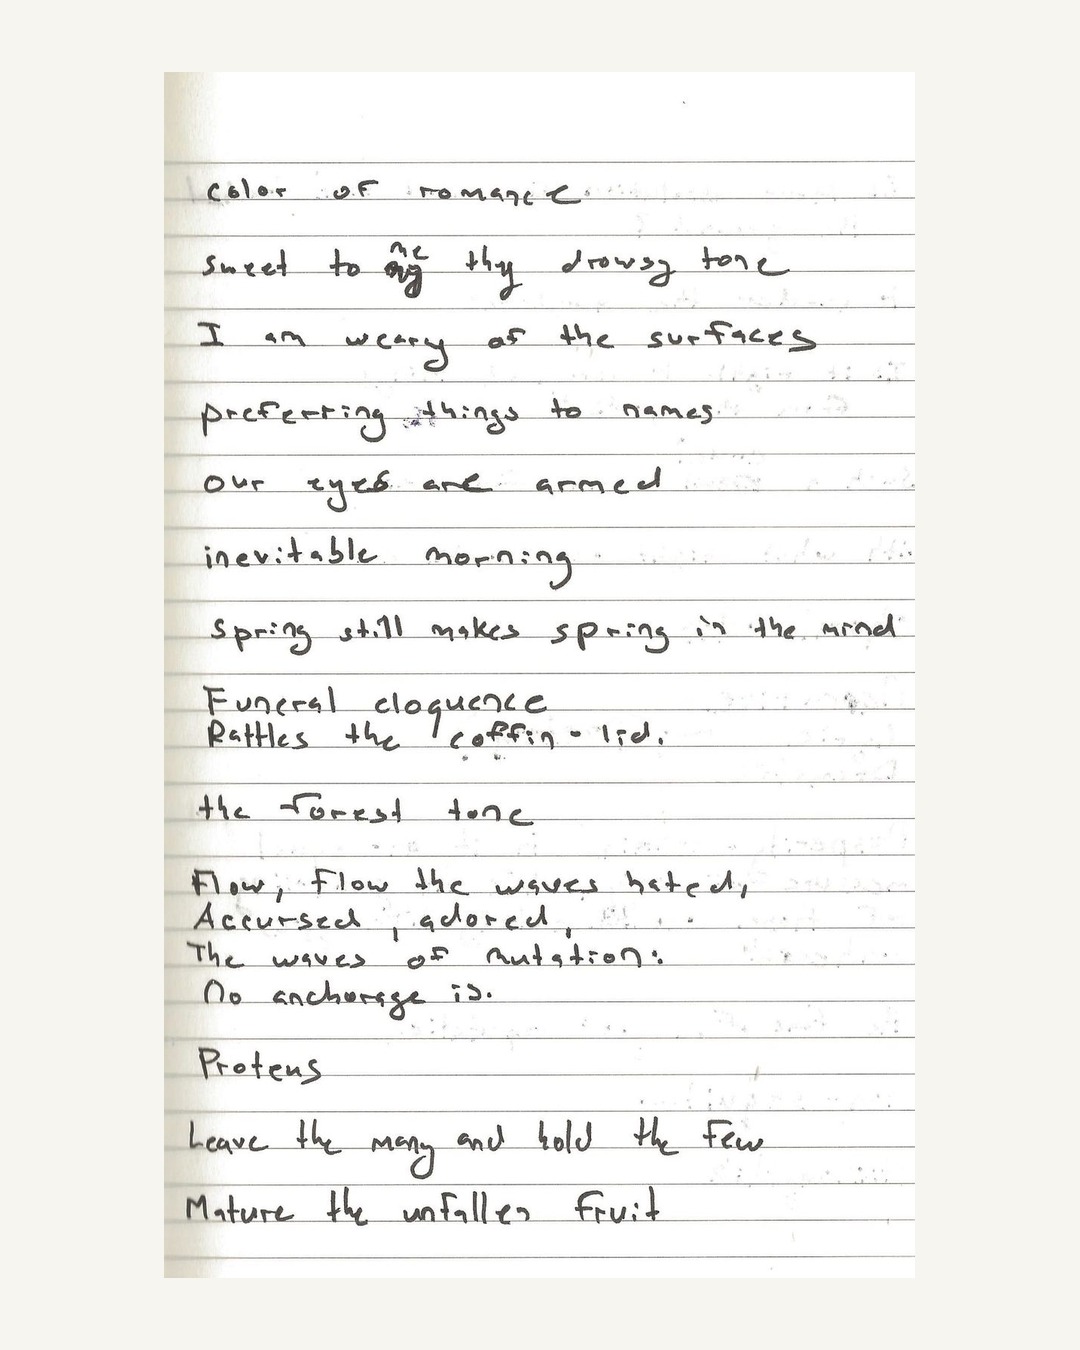 color of romance
sweet to me thy drowsy tone
I am weary of the surfaces
preferring things to names
our eyes are armed
inevitable morning
Spring still makes spring in the mind
Funeral eloquence
Rattles the coffin - lid.
the forest tone
Flow, flow the waves hated,
Accursed, adored,
The waves of mutation:
No anchorage is.
Proteus
Leave the many and hold the few
Mature the unfallen fruit